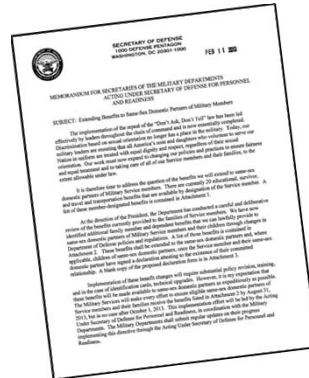 SECRETARY OF DEFENSE
1000 DEFENSE PENTAGON
WASHINGTON, DC 20301-1000
FEB 11 2013
MEMORANDUM FOR SECRETARIES OF THE MILITARY DEPARTMENTS
ACTING UNDER SECRETARY OF DEFENSE FOR PERSONNEL
AND READINESS
SUBJECT: Extending Benefits to Same-Sex Domestic Partners of Military Members
The implementation of the repeal of the "Don't Ask, Don't Tell" law has been led
effectively by leaders throughout the chain of command and is now essentially completed.
Discrimination based on sexual orientation no longer has a place in the military. Today, our
military leaders are ensuring that all America's sons and daughters who volunteer to serve our
Nation in uniform are treated with equal dignity and respect, regardless of their sexual
orientation. Our work must now expand to changing our policies and practices to ensure fairness
and equal treatment and to taking care of all of our Service members and their families, to the
extent allowable under law.
It is therefore time to address the question of the benefits we will extend to same-sex
domestic partners of Military Service members. There are currently 20 educational, survivor,
and travel and transportation benefits that are available by designation of the Service member. A
list of these member-designated benefits is contained in Attachment 1.
At the direction of the President, the Department has conducted a careful and deliberative
review of the benefits currently provided to the families of Service members. We have now
identified additional family member and dependent benefits that we can lawfully provide to
same-sex domestic partners of Military Service members and their children through changes in
Department of Defense policies and regulations. A list of these benefits is contained in
Attachment 2. These benefits shall be extended to the same-sex domestic partners and, where
applicable, children of same-sex domestic partners, once the Service member and their same-sex
domestic partner have signed a declaration attesting to the existence of their committed
relationship. A blank copy of the proposed declaration form is in Attachment 3.
Implementation of these benefit changes will require substantial policy revision, training,
and in the case of identification cards, technical upgrades. However, it is my expectation that
these benefits will be made available to same-sex domestic partners as expeditiously as possible.
The Military Services will make every effort to ensure eligible same-sex domestic partners of
Service members and their families receive the benefits listed in Attachment 2 by August 31,
2013, but in no case after October 1, 2013. This implementation effort will be led by the Acting
Under Secretary of Defense for Personnel and Readiness, in coordination with the Military
Departments. The Military Departments shall submit regular updates on their progress
implementing this directive through the Acting Under Secretary of Defense for Personnel and
Readiness.